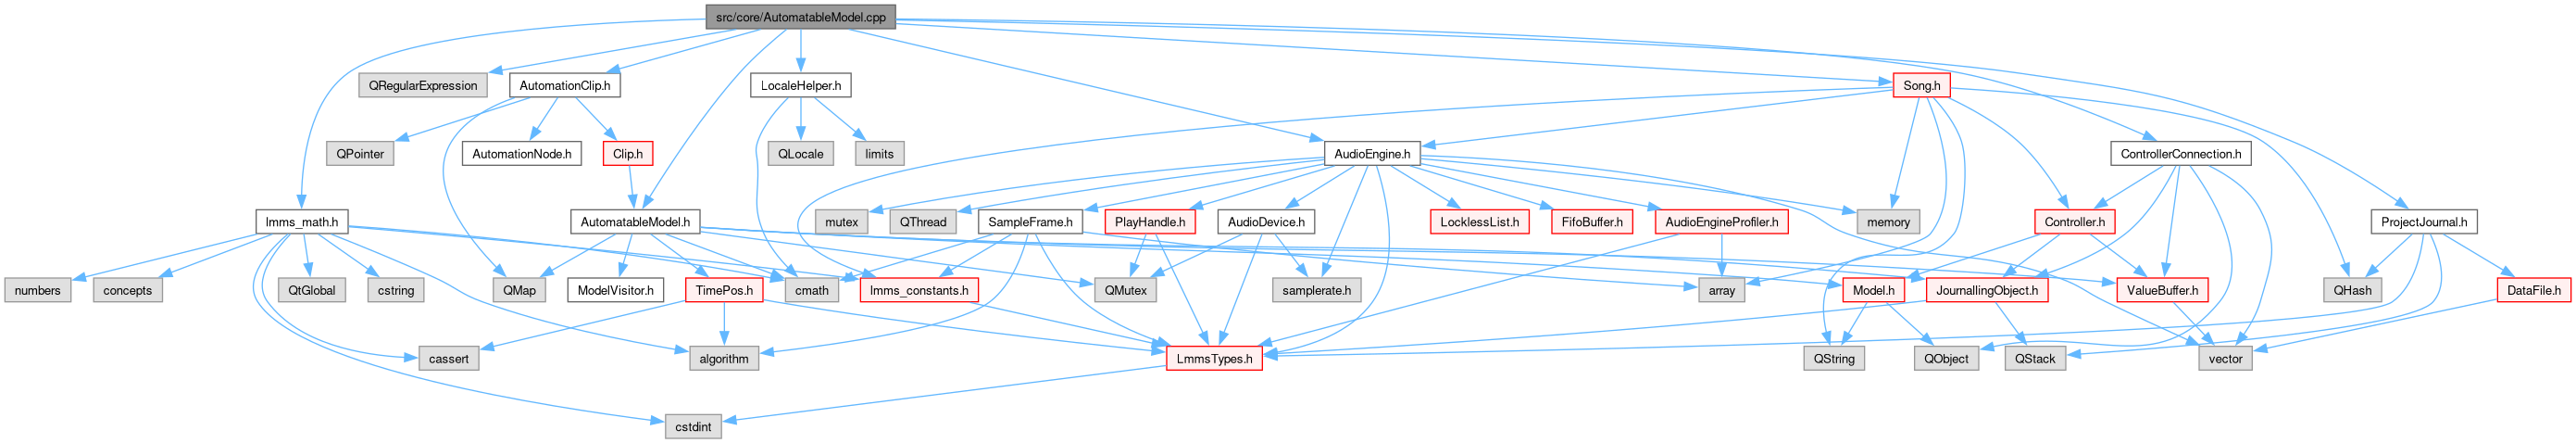 src/core/AutomatableModel.cpp
QRegularExpression
AutomationClip.h
LocaleHelper.h
Song.h
QPointer
AutomationNode.h
Clip.h
QLocale
limits
AudioEngine.h
ControllerConnection.h
lmms_math.h
AutomatableModel.h
mutex
QThread
SampleFrame.h
PlayHandle.h
AudioDevice.h
LocklessList.h
FifoBuffer.h
AudioEngineProfiler.h
memory
Controller.h
ProjectJournal.h
numbers
concepts
QtGlobal
cstring
QMap
ModelVisitor.h
TimePos.h
cmath
lmms_constants.h
QMutex
samplerate.h
array
Model.h
JournallingObject.h
ValueBuffer.h
QHash
DataFile.h
cassert
algorithm
LmmsTypes.h
QString
QObject
QStack
vector
cstdint